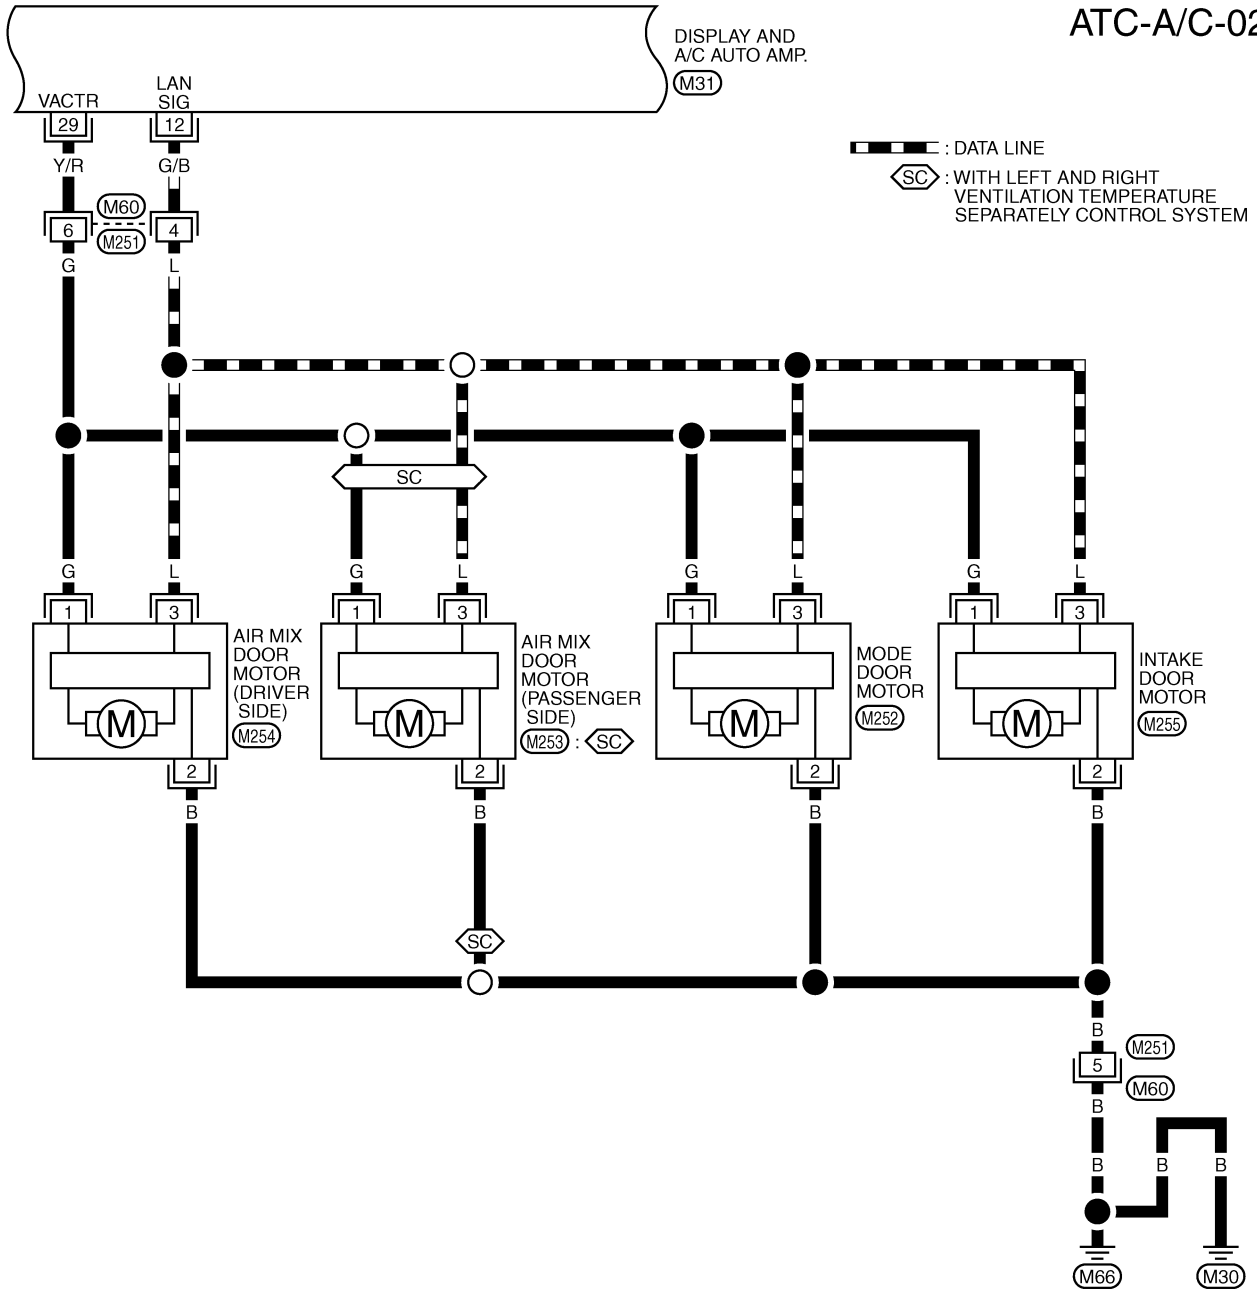 ATC-A/C-02
DISPLAY AND
A/C AUTO AMP.
M31
VACTR
LAN
SIG
29
12
Y/R
G/B
: DATA LINE
SC : WITH LEFT AND RIGHT
VENTILATION TEMPERATURE
SEPARATELY CONTROL SYSTEM
M60
6
4
M251
G
L
SC
G
L
G
L
G
L
G
L
1
3
1
3
1
3
1
3
AIR MIX
DOOR
MOTOR
(DRIVER
SIDE)
M254
M
AIR MIX
DOOR
MOTOR
(PASSENGER
SIDE)
M253 : SC
M
MODE
DOOR
MOTOR
M252
M
INTAKE
DOOR
MOTOR
M255
M
2
2
2
2
B
B
B
B
SC
B
M251
5
M60
B
B
B
B
M66
M30